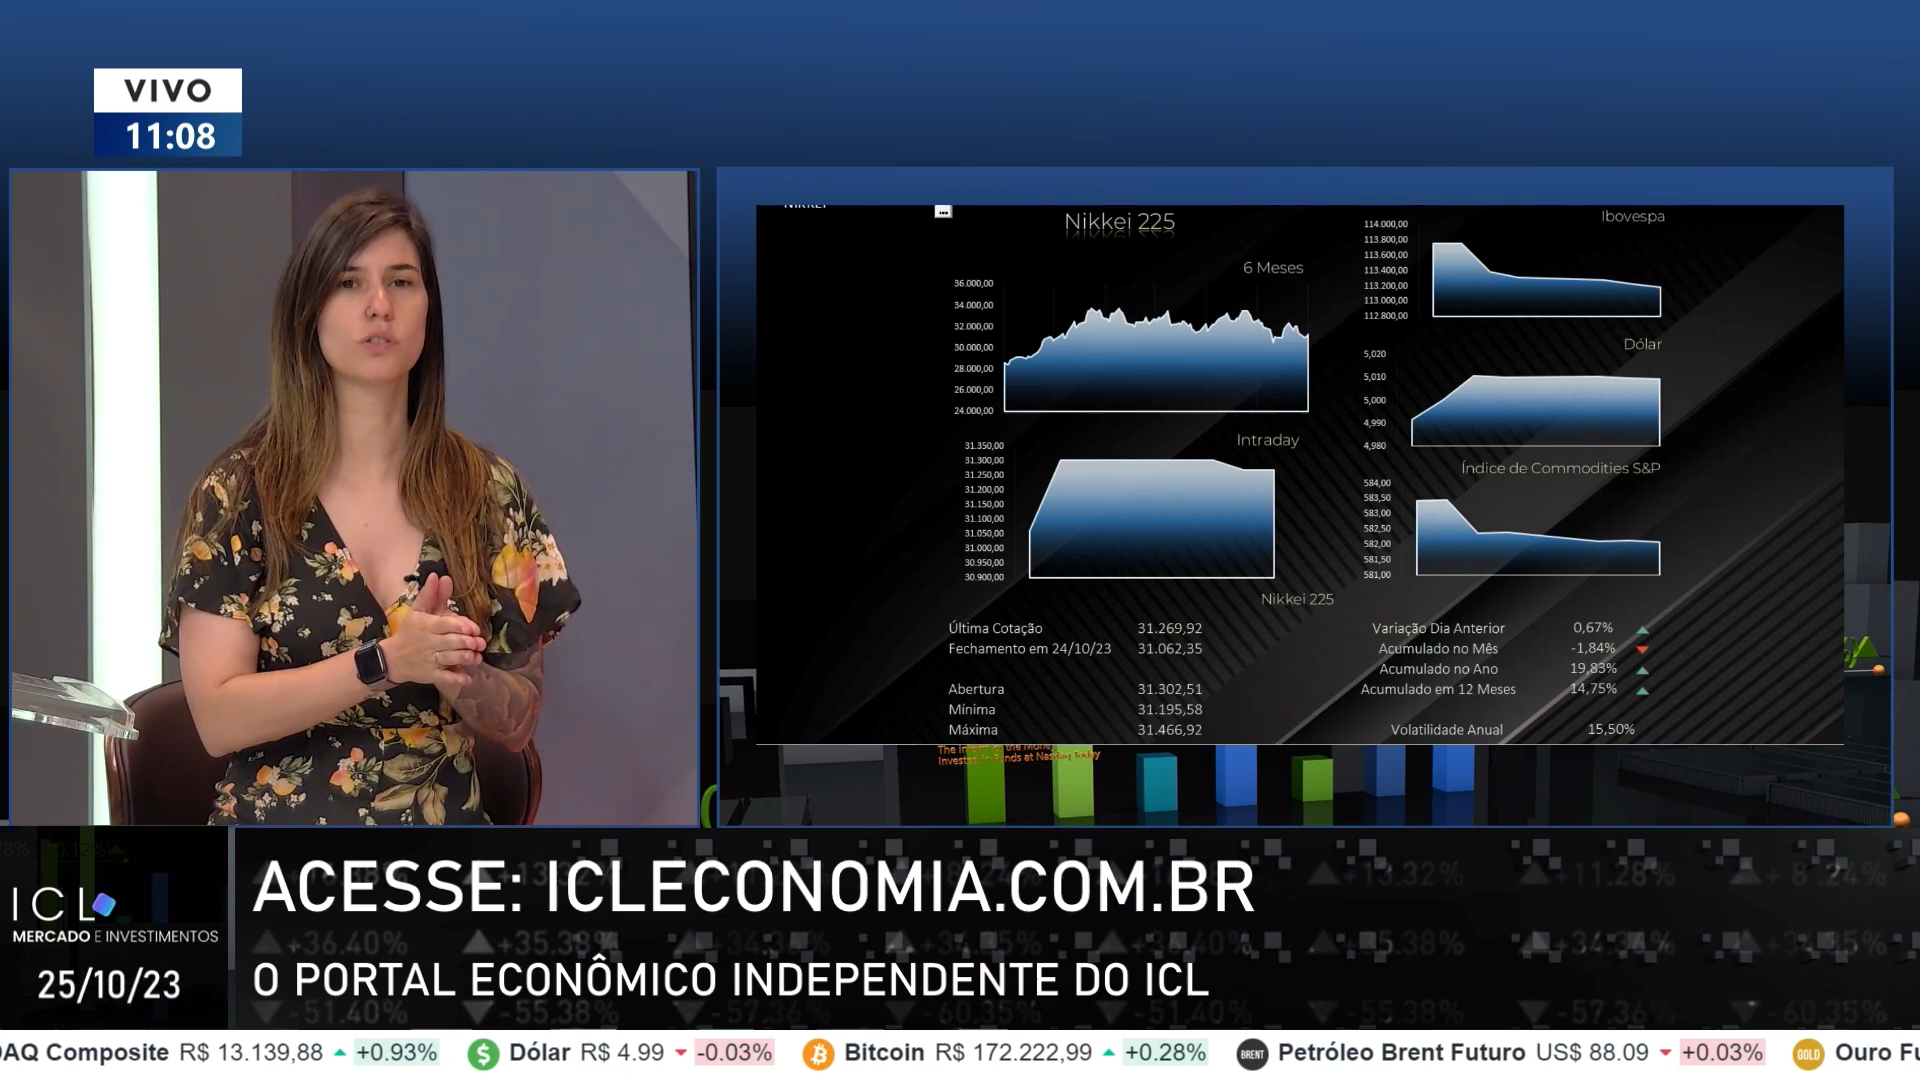 VIVO
11:08
Nikkei 225
6 Meses
36.000,00
34.000,00
32.000,00
30.000,00
28.000,00
26.000,00
24.000,00
Intraday
31.350,00
31.300,00
31.250,00
31.200,00
31.150,00
31.100,00
31.050,00
31.000,00
30.950,00
30.900,00
Ibovespa
114.000,00
113.800,00
113.600,00
113.400,00
113.200,00
113.000,00
112.800,00
Dólar
5,020
5,010
5,000
4,990
4,980
Índice de Commodities S&P
584,00
583,50
583,00
582,50
582,00
581,50
581,00
Nikkei 225
Última Cotação 31.269,92
Fechamento em 24/10/23 31.062,35
Abertura 31.302,51
Mínima 31.195,58
Máxima 31.466,92
Variação Dia Anterior 0,67%
Acumulado no Mês -1,84%
Acumulado no Ano 19,83%
Acumulado em 12 Meses 14,75%
Volatilidade Anual 15,50%
ICL
MERCADO E INVESTIMENTOS
25/10/23
ACESSE: ICLECONOMIA.COM.BR
O PORTAL ECONÔMICO INDEPENDENTE DO ICL
DAQ Composite R$ 13.139,88 +0.93% Dólar R$ 4.99 -0.03% Bitcoin R$ 172.222,99 +0.28% BRENT Petróleo Brent Futuro US$ 88.09 +0.03% GOLD Ouro Fu